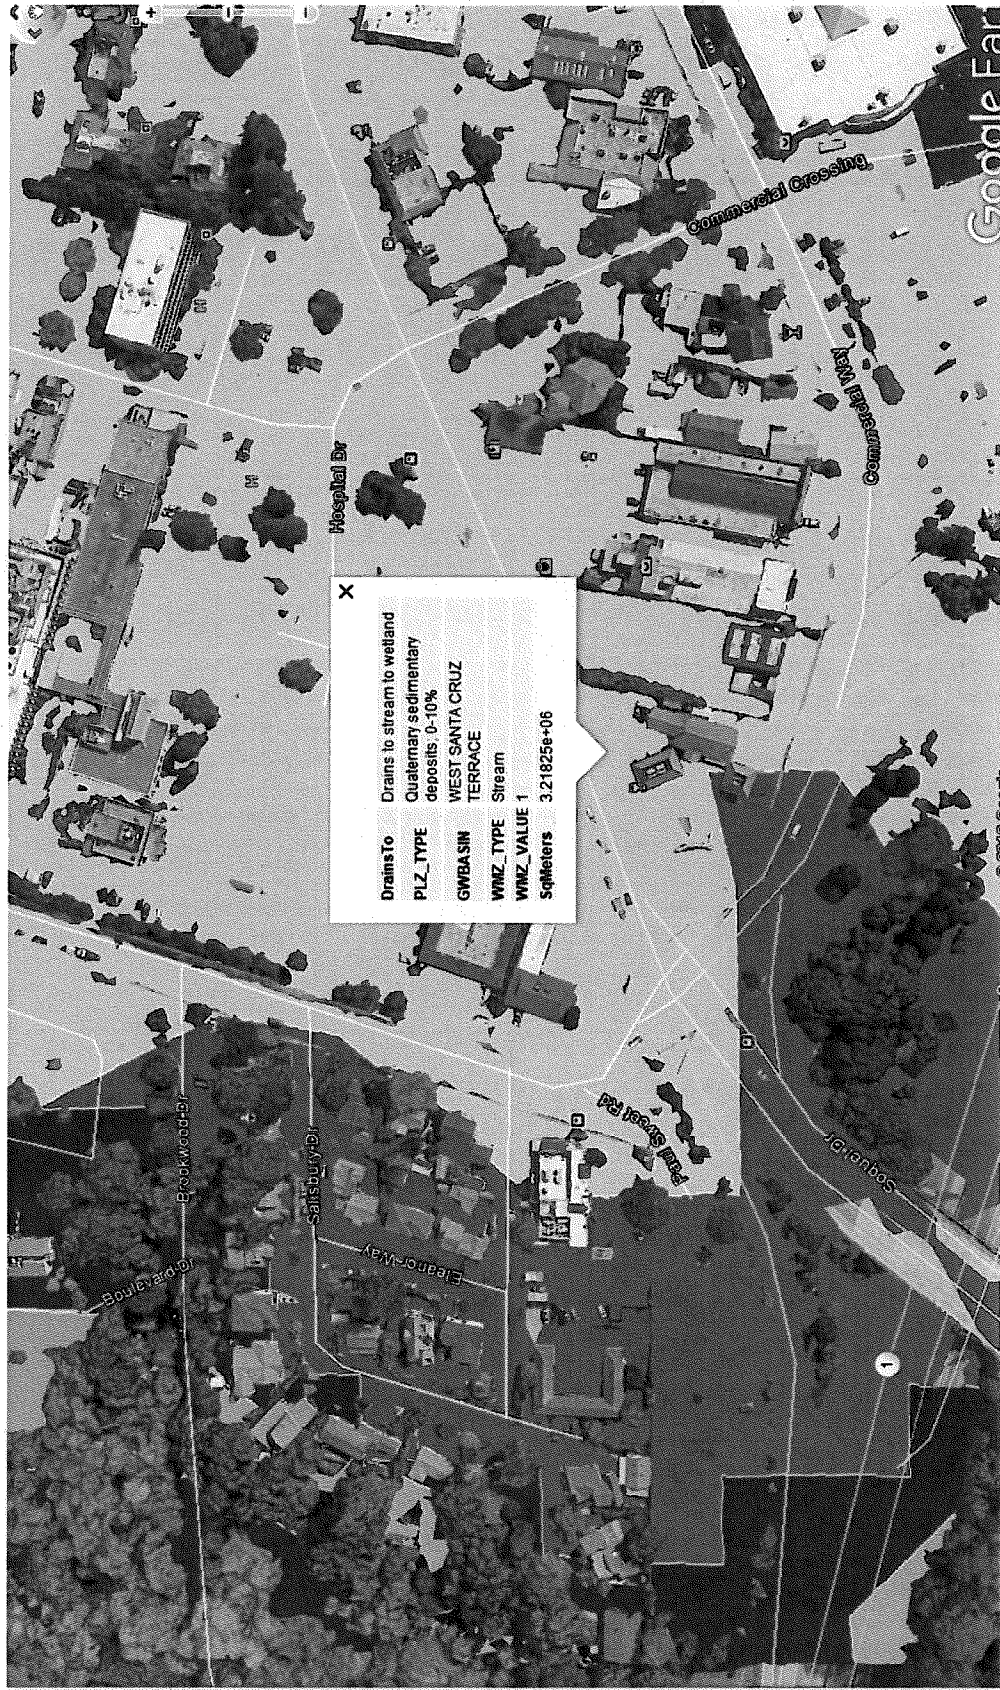 DrainsTo Drains to stream to wetland
PLZ_TYPE Quaternary sedimentary
deposits, 0-10%
GWBASIN WEST SANTA CRUZ
TERRACE
WMZ_TYPE Stream
WMZ_VALUE 1
SqMeters 3.21825e+06
Hospital Dr
Commercial Crossing
Commercial Way
Paul Sweet Rd
Soquel Dr
Brookwood Dr
Salisbury Dr
Eleanor Way
Boulevard Dr
H
H
1
Google Eart